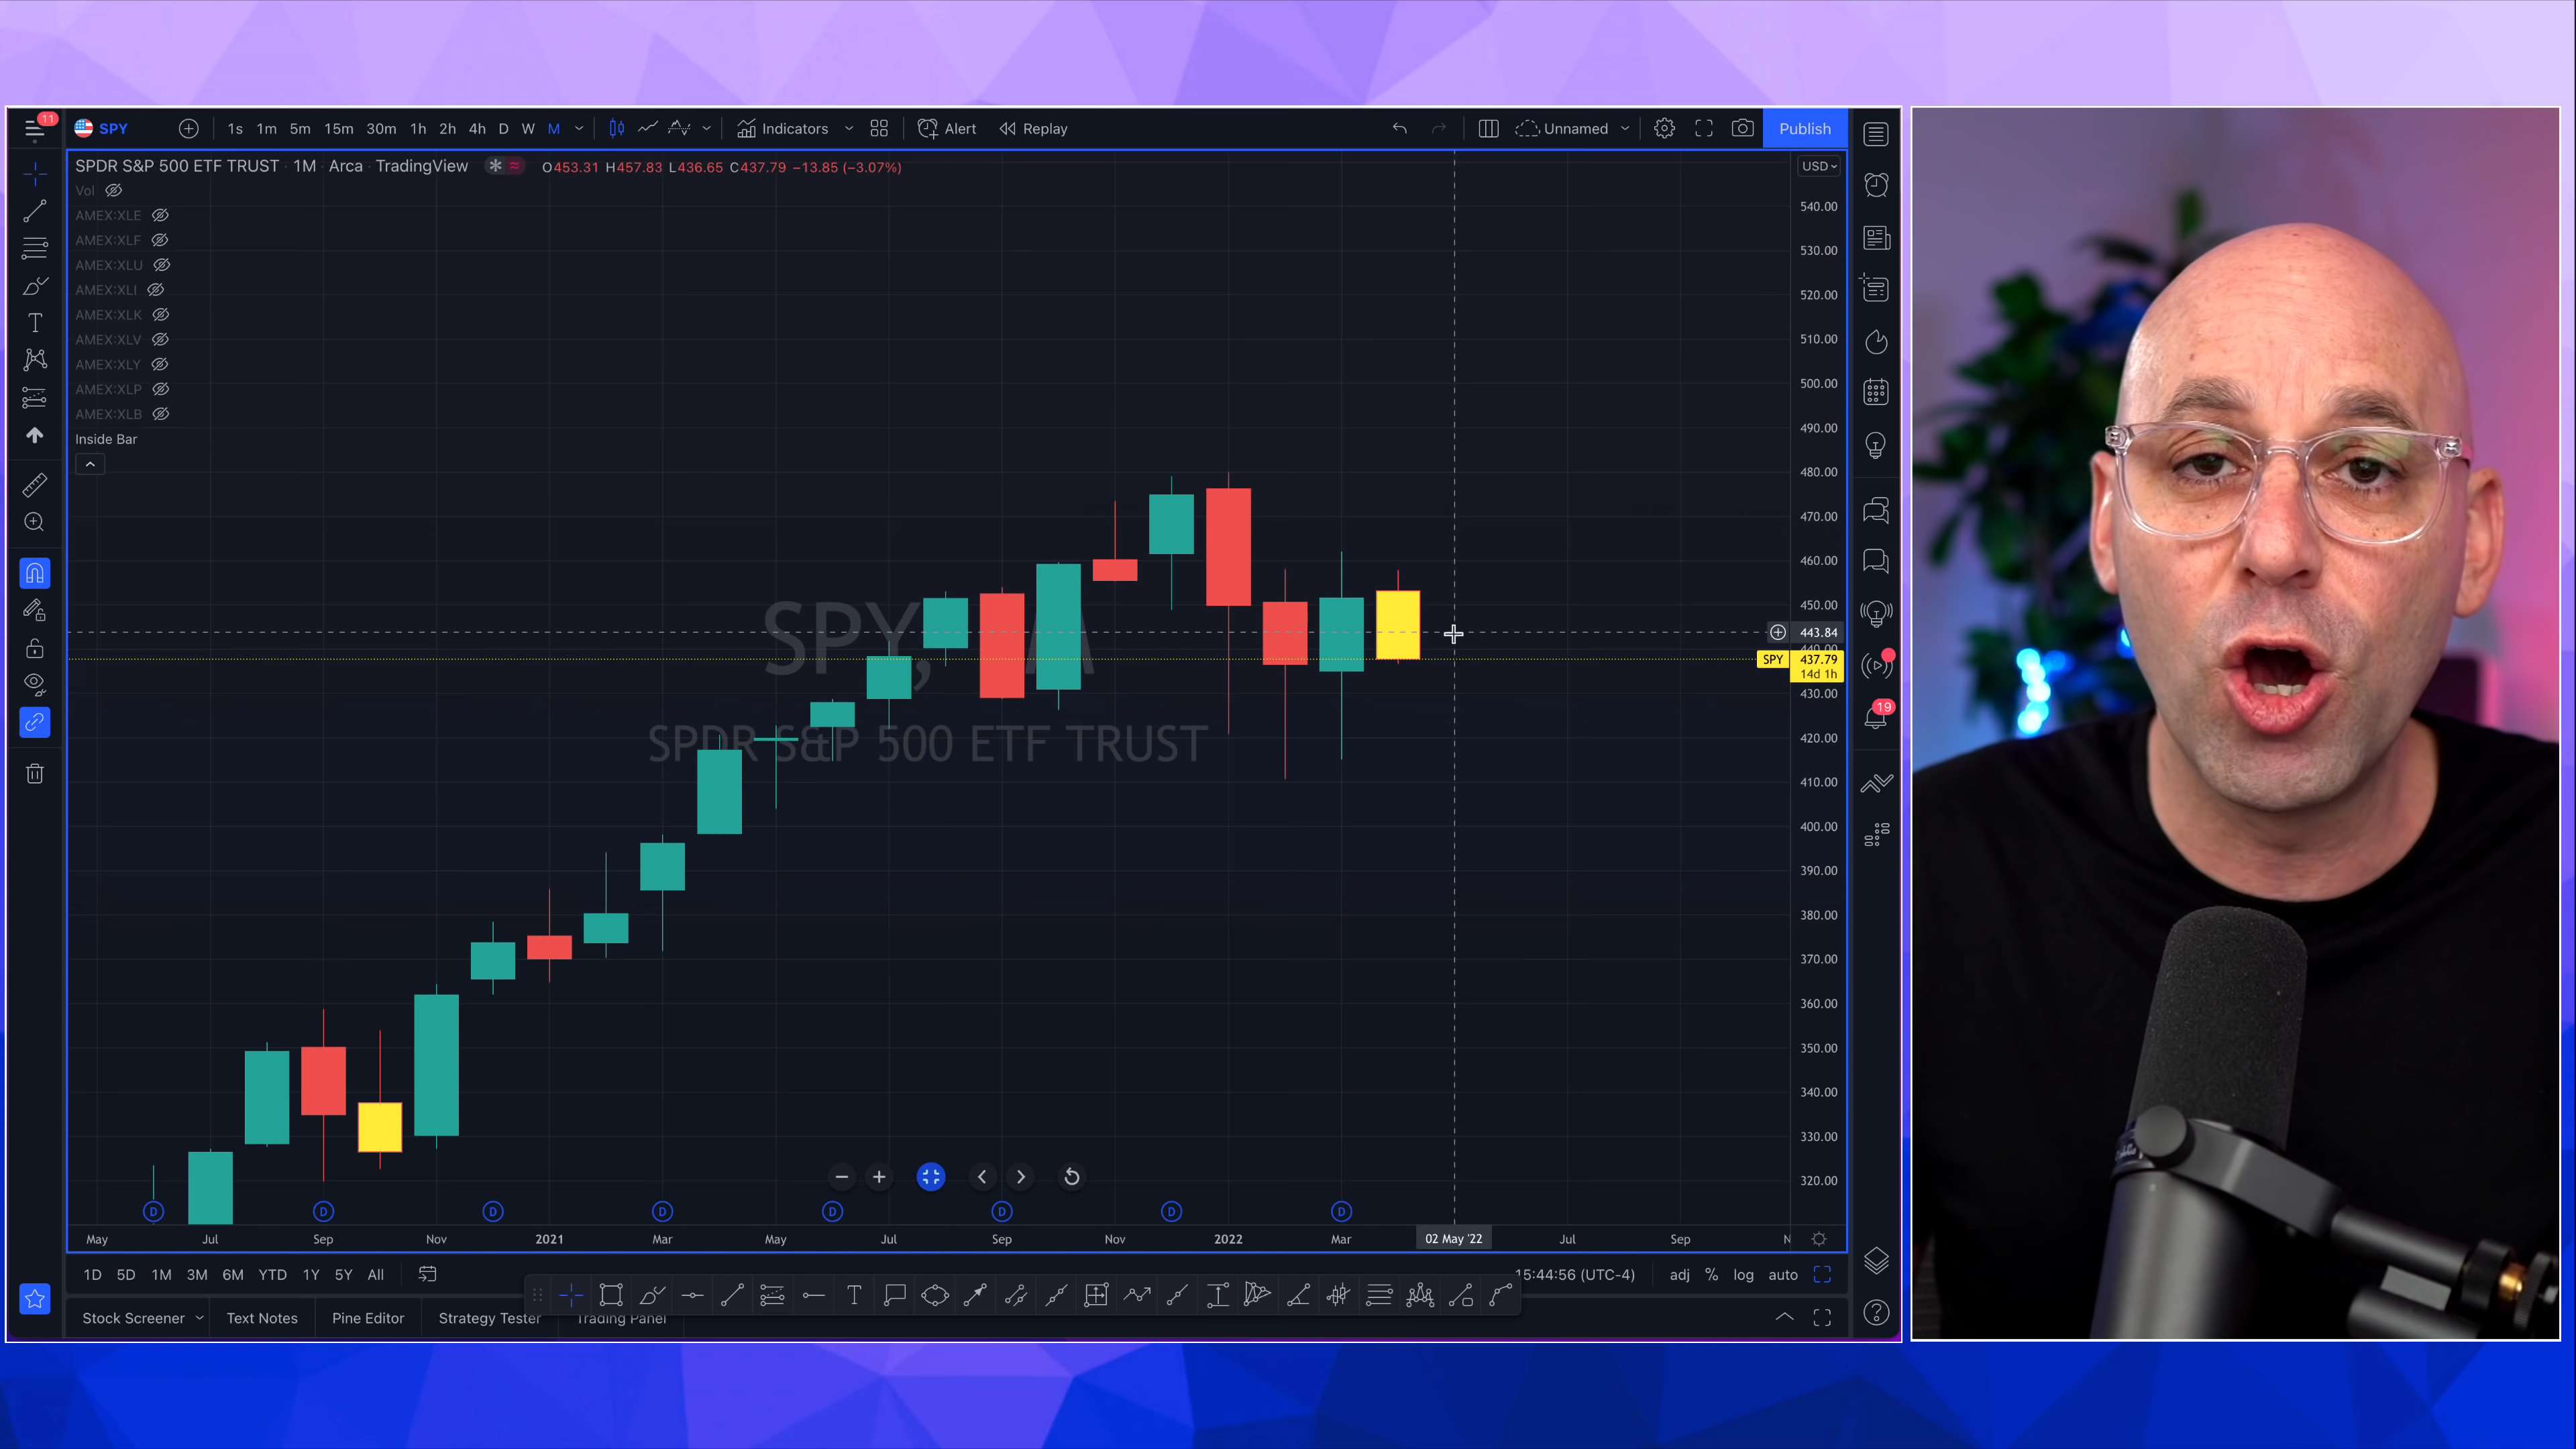 11
SPY 1s 1m 5m 15m 30m 1h 2h 4h D W M Indicators Alert Replay Unnamed Publish
SPDR S&P 500 ETF TRUST · 1M · Arca · TradingView O453.31 H457.83 L436.65 C437.79 −13.85 (−3.07%) USD
Vol
AMEX:XLE
AMEX:XLF
AMEX:XLU
AMEX:XLI
AMEX:XLK
AMEX:XLV
AMEX:XLY
AMEX:XLP
AMEX:XLB
Inside Bar
540.00
530.00
520.00
510.00
500.00
490.00
480.00
470.00
460.00
450.00
443.84
440.00
SPY 437.79
14d 1h
430.00
420.00
410.00
400.00
390.00
380.00
370.00
360.00
350.00
340.00
330.00
320.00
SPY,
SPDR S&P 500 ETF TRUST
19
D D D D D D D D
May Jul Sep Nov 2021 Mar May Jul Sep Nov 2022 Mar 02 May '22 Jul Sep N
1D 5D 1M 3M 6M YTD 1Y 5Y All 15:44:56 (UTC-4) adj % log auto
Stock Screener Text Notes Pine Editor Strategy Tester Trading Panel